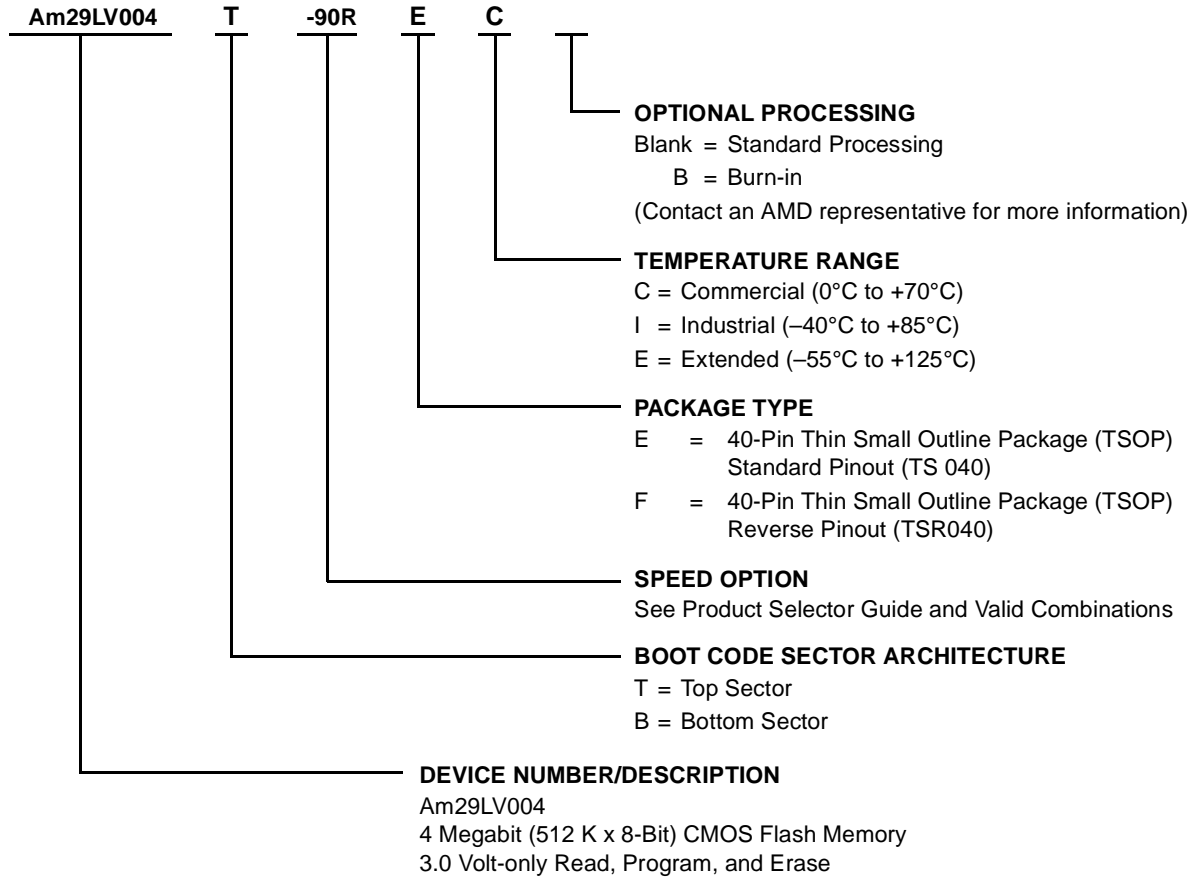 Am29LV004 T -90R E C
OPTIONAL PROCESSING
Blank = Standard Processing
B = Burn-in
(Contact an AMD representative for more information)
TEMPERATURE RANGE
C = Commercial (0°C to +70°C)
I = Industrial (–40°C to +85°C)
E = Extended (–55°C to +125°C)
PACKAGE TYPE
E = 40-Pin Thin Small Outline Package (TSOP)
Standard Pinout (TS 040)
F = 40-Pin Thin Small Outline Package (TSOP)
Reverse Pinout (TSR040)
SPEED OPTION
See Product Selector Guide and Valid Combinations
BOOT CODE SECTOR ARCHITECTURE
T = Top Sector
B = Bottom Sector
DEVICE NUMBER/DESCRIPTION
Am29LV004
4 Megabit (512 K x 8-Bit) CMOS Flash Memory
3.0 Volt-only Read, Program, and Erase